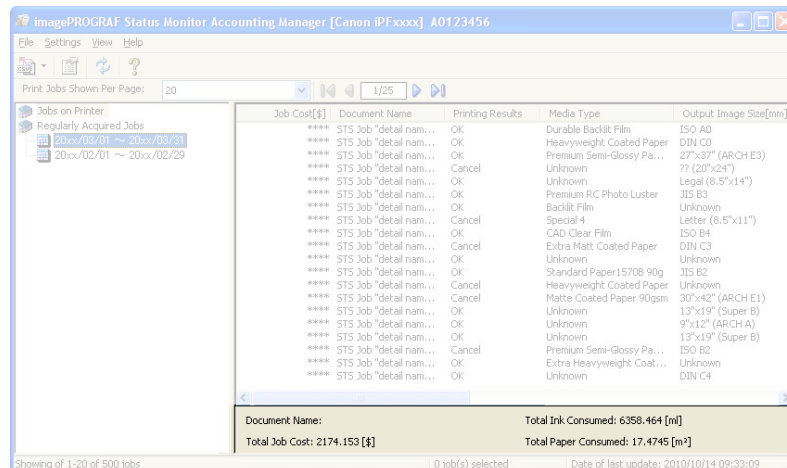 imagePROGRAF Status Monitor Accounting Manager [Canon iPFxxxx] A0123456
File Settings View Help
Print Jobs Shown Per Page: 20 1/25
Jobs on Printer
Regularly Acquired Jobs
20xx/03/01 ～ 20xx/03/31
20xx/02/01 ～ 20xx/02/29
Job Cost[$] Document Name Printing Results Media Type Output Image Size[mm]
**** STS Job "detail nam... OK Durable Backlit Film ISO A0
**** STS Job "detail nam... OK Heavyweight Coated Paper DIN C0
**** STS Job "detail nam... OK Premium Semi-Glossy Pa... 27"x37" (ARCH E3)
**** STS Job "detail nam... Cancel Unknown ?? (20"x24")
**** STS Job "detail nam... OK Unknown Legal (8.5"x14")
**** STS Job "detail nam... OK Premium RC Photo Luster JIS B3
**** STS Job "detail nam... OK Backlit Film Unknown
**** STS Job "detail nam... Cancel Special 4 Letter (8.5"x11")
**** STS Job "detail nam... OK CAD Clear Film ISO B4
**** STS Job "detail nam... Cancel Extra Matt Coated Paper DIN C3
**** STS Job "detail nam... OK Unknown Unknown
**** STS Job "detail nam... OK Standard Paper1570B 90g JIS B2
**** STS Job "detail nam... Cancel Heavyweight Coated Paper Unknown
**** STS Job "detail nam... Cancel Matte Coated Paper 90gsm 30"x42" (ARCH E1)
**** STS Job "detail nam... OK Unknown 13"x19" (Super B)
**** STS Job "detail nam... OK Unknown 9"x12" (ARCH A)
**** STS Job "detail nam... OK Unknown 13"x19" (Super B)
**** STS Job "detail nam... Cancel Premium Semi-Glossy Pa... ISO B2
**** STS Job "detail nam... OK Extra Heavyweight Coat... Unknown
**** STS Job "detail nam... OK Unknown DIN C4
Document Name: Total Ink Consumed: 6358.464 [ml]
Total Job Cost: 2174.153 [$] Total Paper Consumed: 17.4745 [m²]
Showing of 1-20 of 500 jobs 0 job(s) selected Date of last update: 2010/10/14 09:33:09